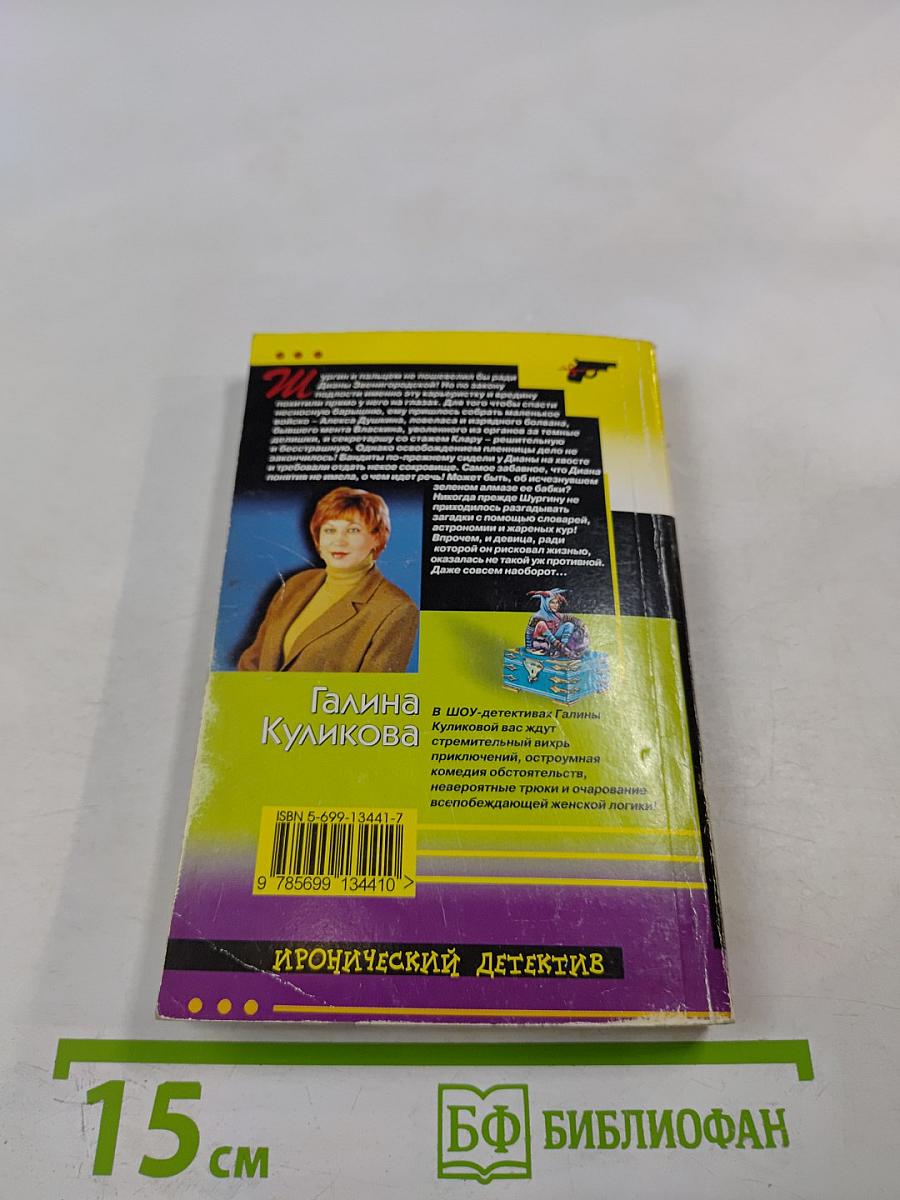 Шургин и пальцем не пошевелил бы ради
Дианы Звенигородской! Но по закону
подлости именно эту карьеристку и вредину
похитили прямо у него на глазах. Для того чтобы спасти
несносную барышню, ему пришлось собрать маленькое
войско – Алекса Душкина, ловеласа и изрядного болвана,
бывшего мента Власкина, уволенного из органов за темные
делишки, и секретаршу со стажем Клару – решительную
и бесстрашную. Однако освобождением пленницы дело не
закончилось! Бандиты по-прежнему сидели у Дианы на хвосте
и требовали отдать некое сокровище. Самое забавное, что Диана
понятия не имела, о чем идет речь! Может быть, об исчезнувшем
зеленом алмазе ее бабки?
Никогда прежде Шургину не
приходилось разгадывать
загадки с помощью словарей,
астрономии и жареных кур!
Впрочем, и девица, ради
которой он рисковал жизнью,
оказалась не такой уж противной.
Даже совсем наоборот...
Галина
Куликова
В ШОУ-детективах Галины
Куликовой вас ждут
стремительный вихрь
приключений, остроумная
комедия обстоятельств,
невероятные трюки и очарование
всепобеждающей женской логики!
ISBN 5-699-13441-7
9 785699 134410 >
ИРОНИЧЕСКИЙ ДЕТЕКТИВ
15 см
БФ БИБЛИОФАН